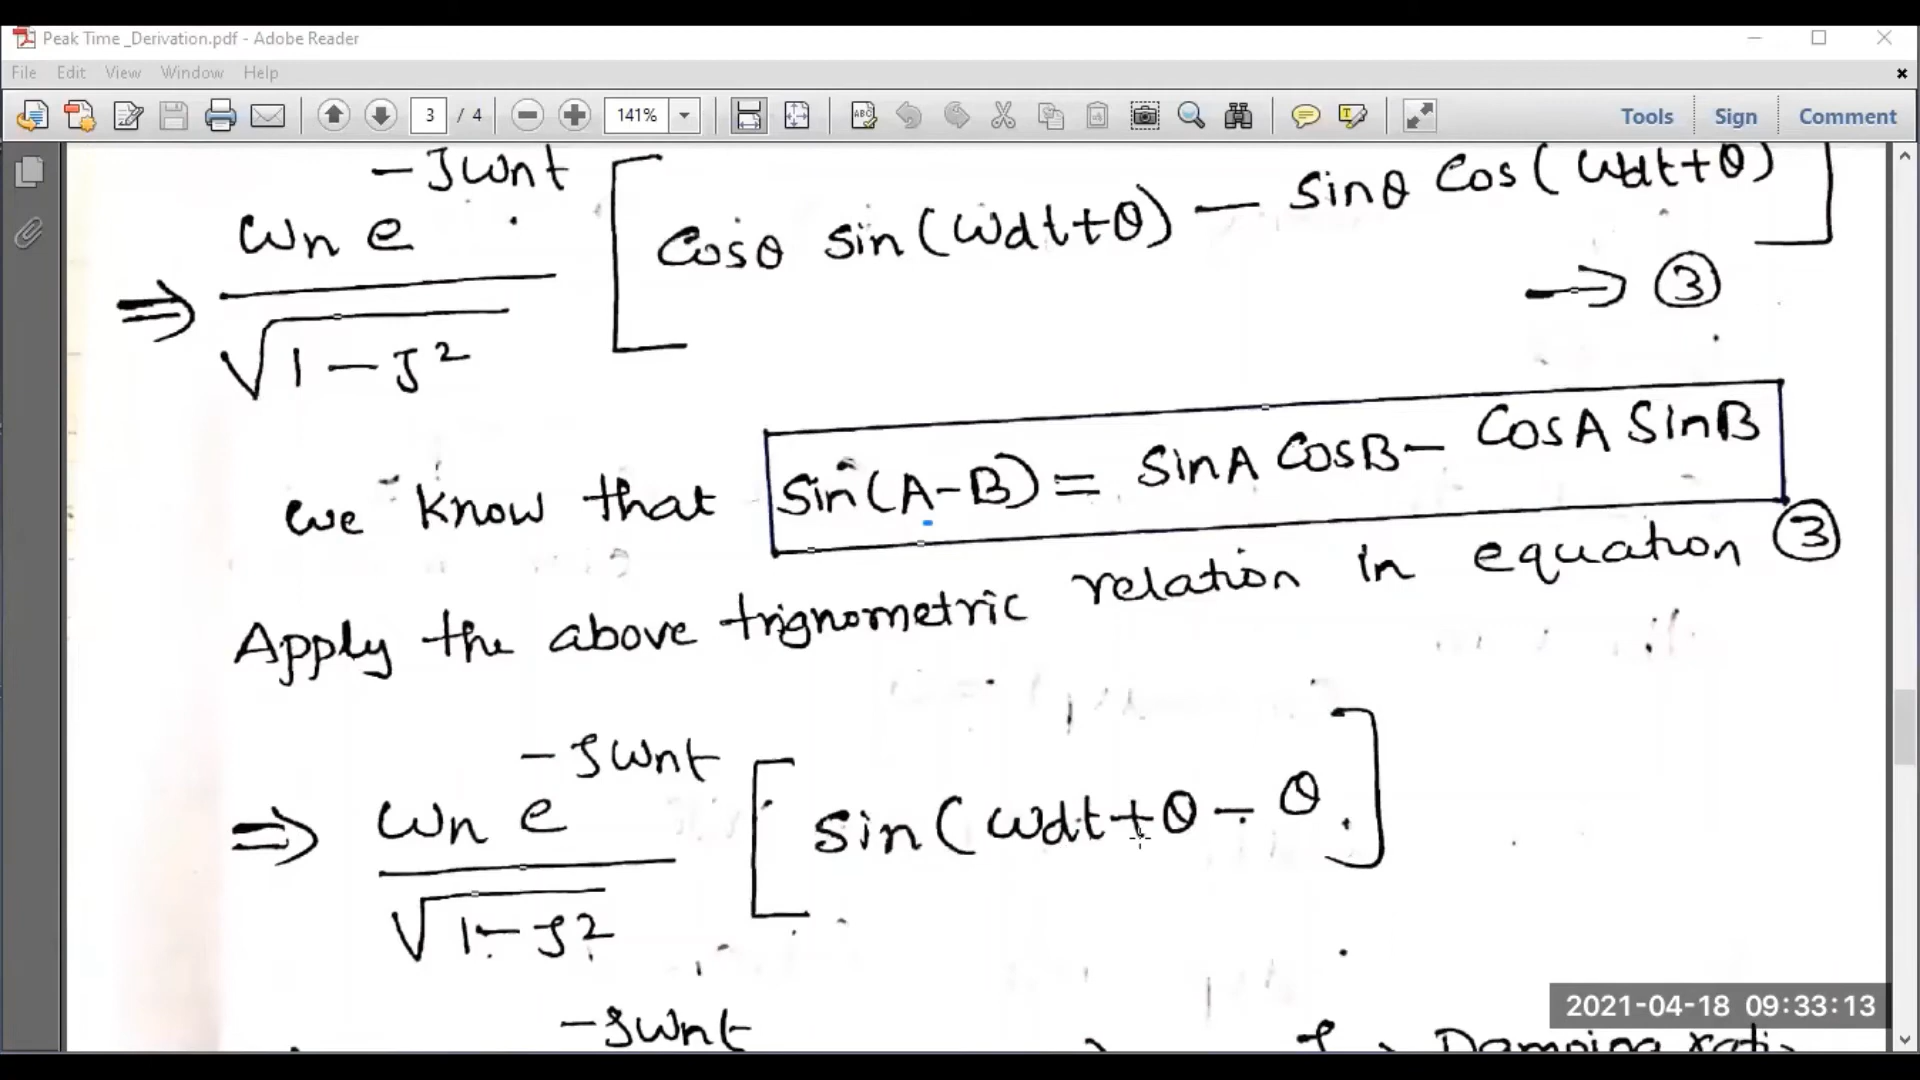 Peak Time _Derivation.pdf - Adobe Reader
File Edit View Window Help
3 / 4 141% Tools Sign Comment
⇒ ωn e^(-ζωnt) / √(1-ζ²) [ Cosθ sin(ωdt+θ) - sinθ cos(ωdt+θ) ]
→ ③
we know that Sin(A-B) = SinA CosB - CosA SinB
Apply the above trignometric relation in equation ③
⇒ ωn e^(-ζωnt) / √(1-ζ²) [ sin(ωdt+θ-θ ]
-ζωnt
Damping
2021-04-18 09:33:13